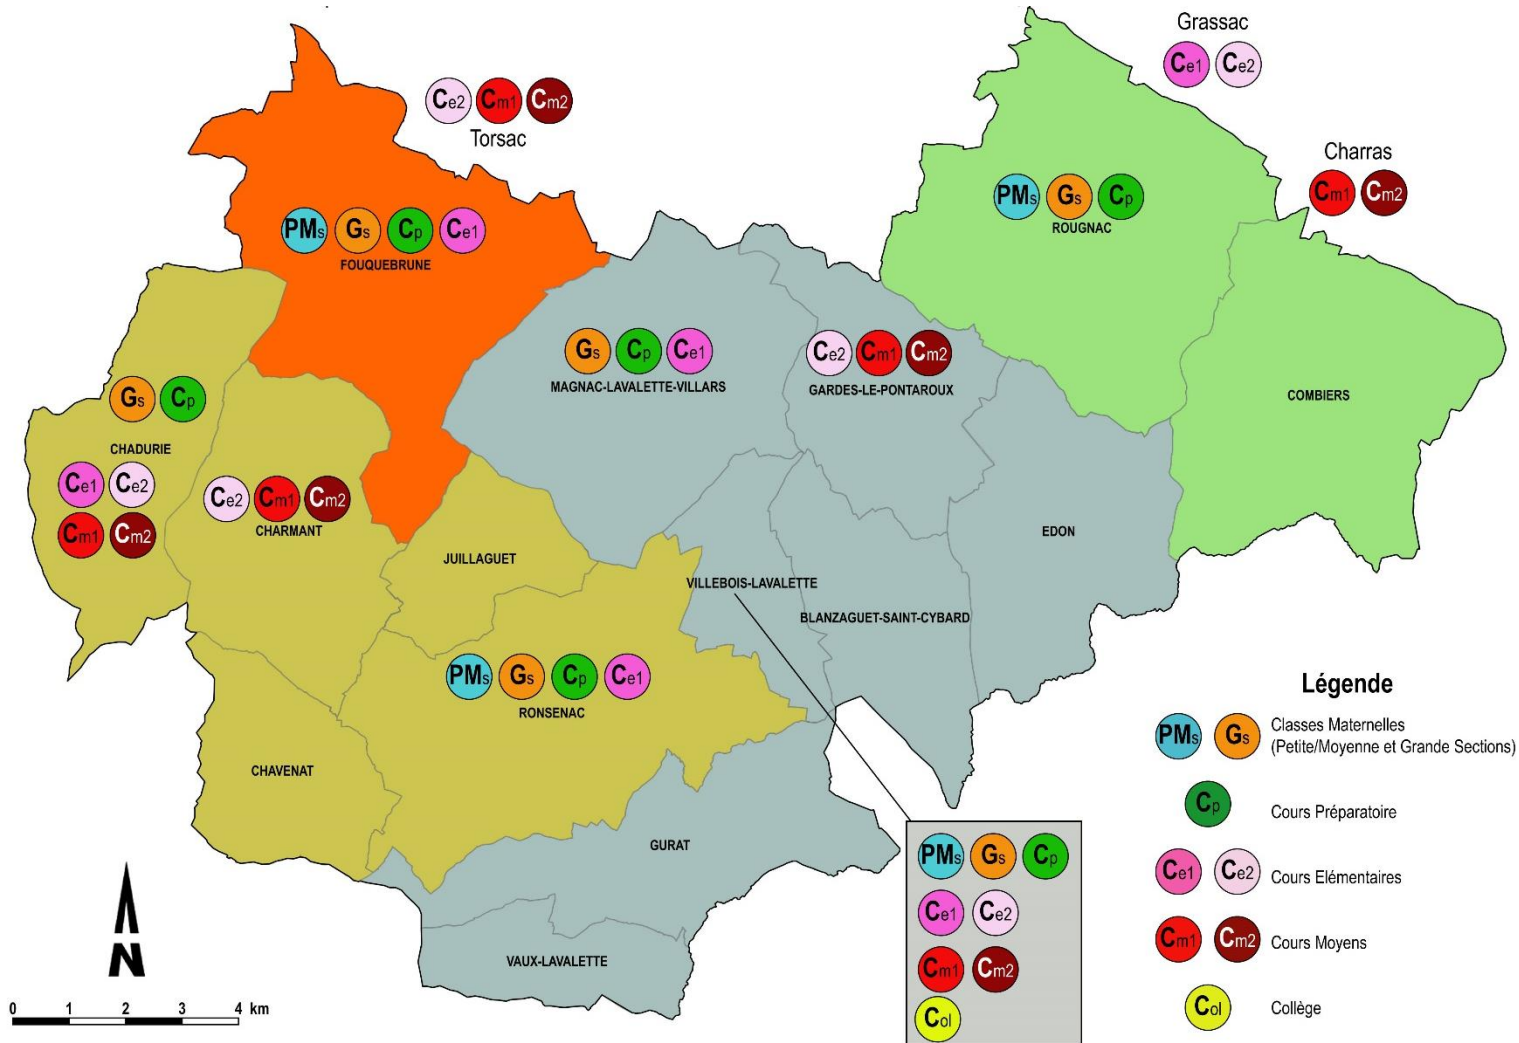 Grassac
Ce1 Ce2
Ce2 Cm1 Cm2
Torsac
Charras
Cm1 Cm2
PMs Gs Cp
ROUGNAC
PMs Gs Cp Ce1
FOUQUEBRUNE
Gs Cp Ce1
MAGNAC-LAVALETTE-VILLARS
Ce2 Cm1 Cm2
GARDES-LE-PONTAROUX
COMBIERS
Gs Cp
CHADURIE
Ce1 Ce2
Cm1 Cm2
Ce2 Cm1 Cm2
CHARMANT
JUILLAGUET
EDON
VILLEBOIS-LAVALETTE
BLANZAGUET-SAINT-CYBARD
PMs Gs Cp Ce1
RONSENAC
CHAVENAT
GURAT
VAUX-LAVALETTE
PMs Gs Cp
Ce1 Ce2
Cm1 Cm2
Col
Légende
PMs Gs Classes Maternelles
(Petite/Moyenne et Grande Sections)
Cp Cours Préparatoire
Ce1 Ce2 Cours Elémentaires
Cm1 Cm2 Cours Moyens
Col Collège
N
0 1 2 3 4 km